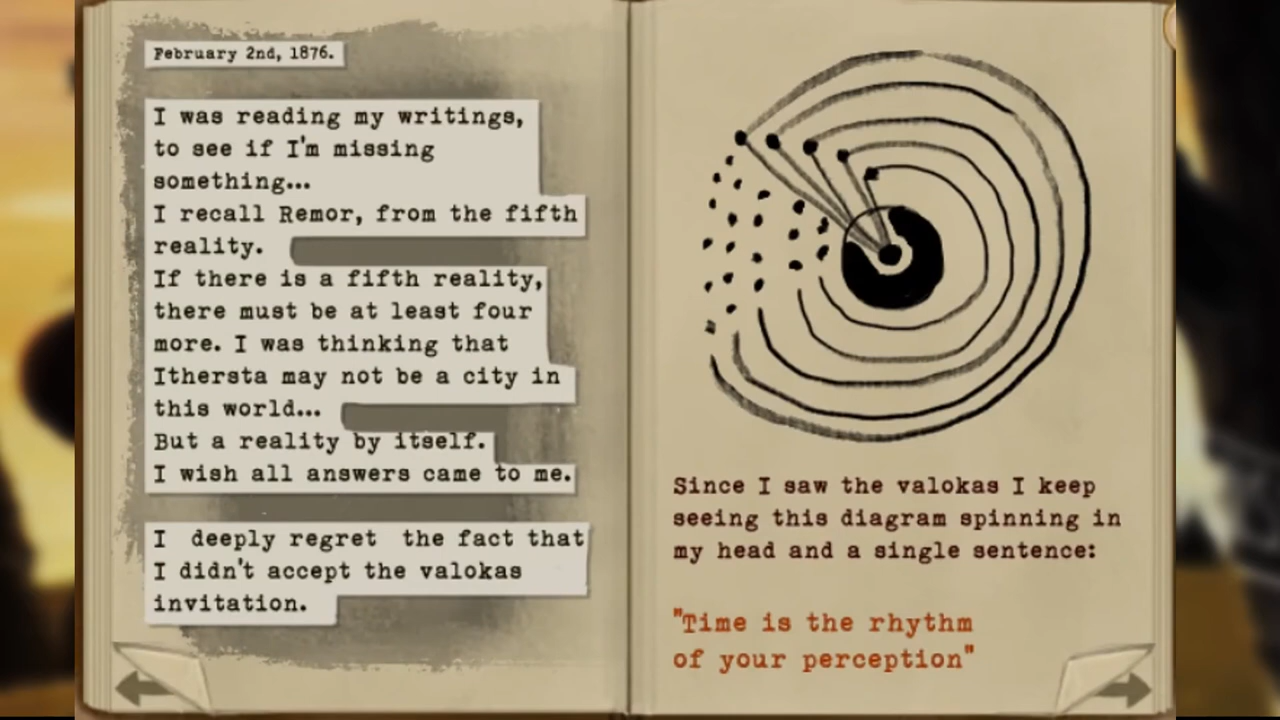 February 2nd, 1876.
I was reading my writings,
to see if I'm missing
something...
I recall Remor, from the fifth
reality.
If there is a fifth reality,
there must be at least four
more. I was thinking that
Ithersta may not be a city in
this world...
But a reality by itself.
I wish all answers came to me.
I deeply regret the fact that
I didn't accept the valokas
invitation.
Since I saw the valokas I keep
seeing this diagram spinning in
my head and a single sentence:
"Time is the rhythm
of your perception"